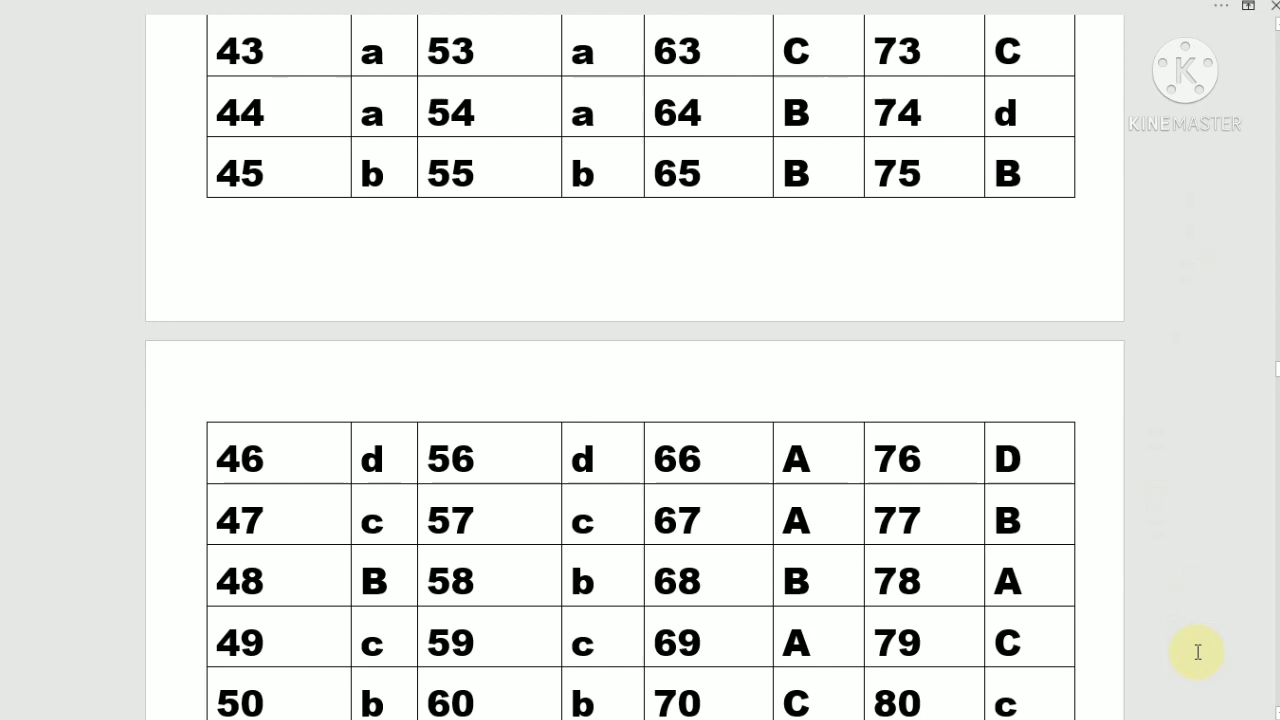 43 a 53 a 63 C 73 C
KINEMASTER
44 a 54 a 64 B 74 d
45 b 55 b 65 B 75 B
46 d 56 d 66 A 76 D
47 c 57 c 67 A 77 B
48 B 58 b 68 B 78 A
49 c 59 c 69 A 79 C
50 b 60 b 70 C 80 c